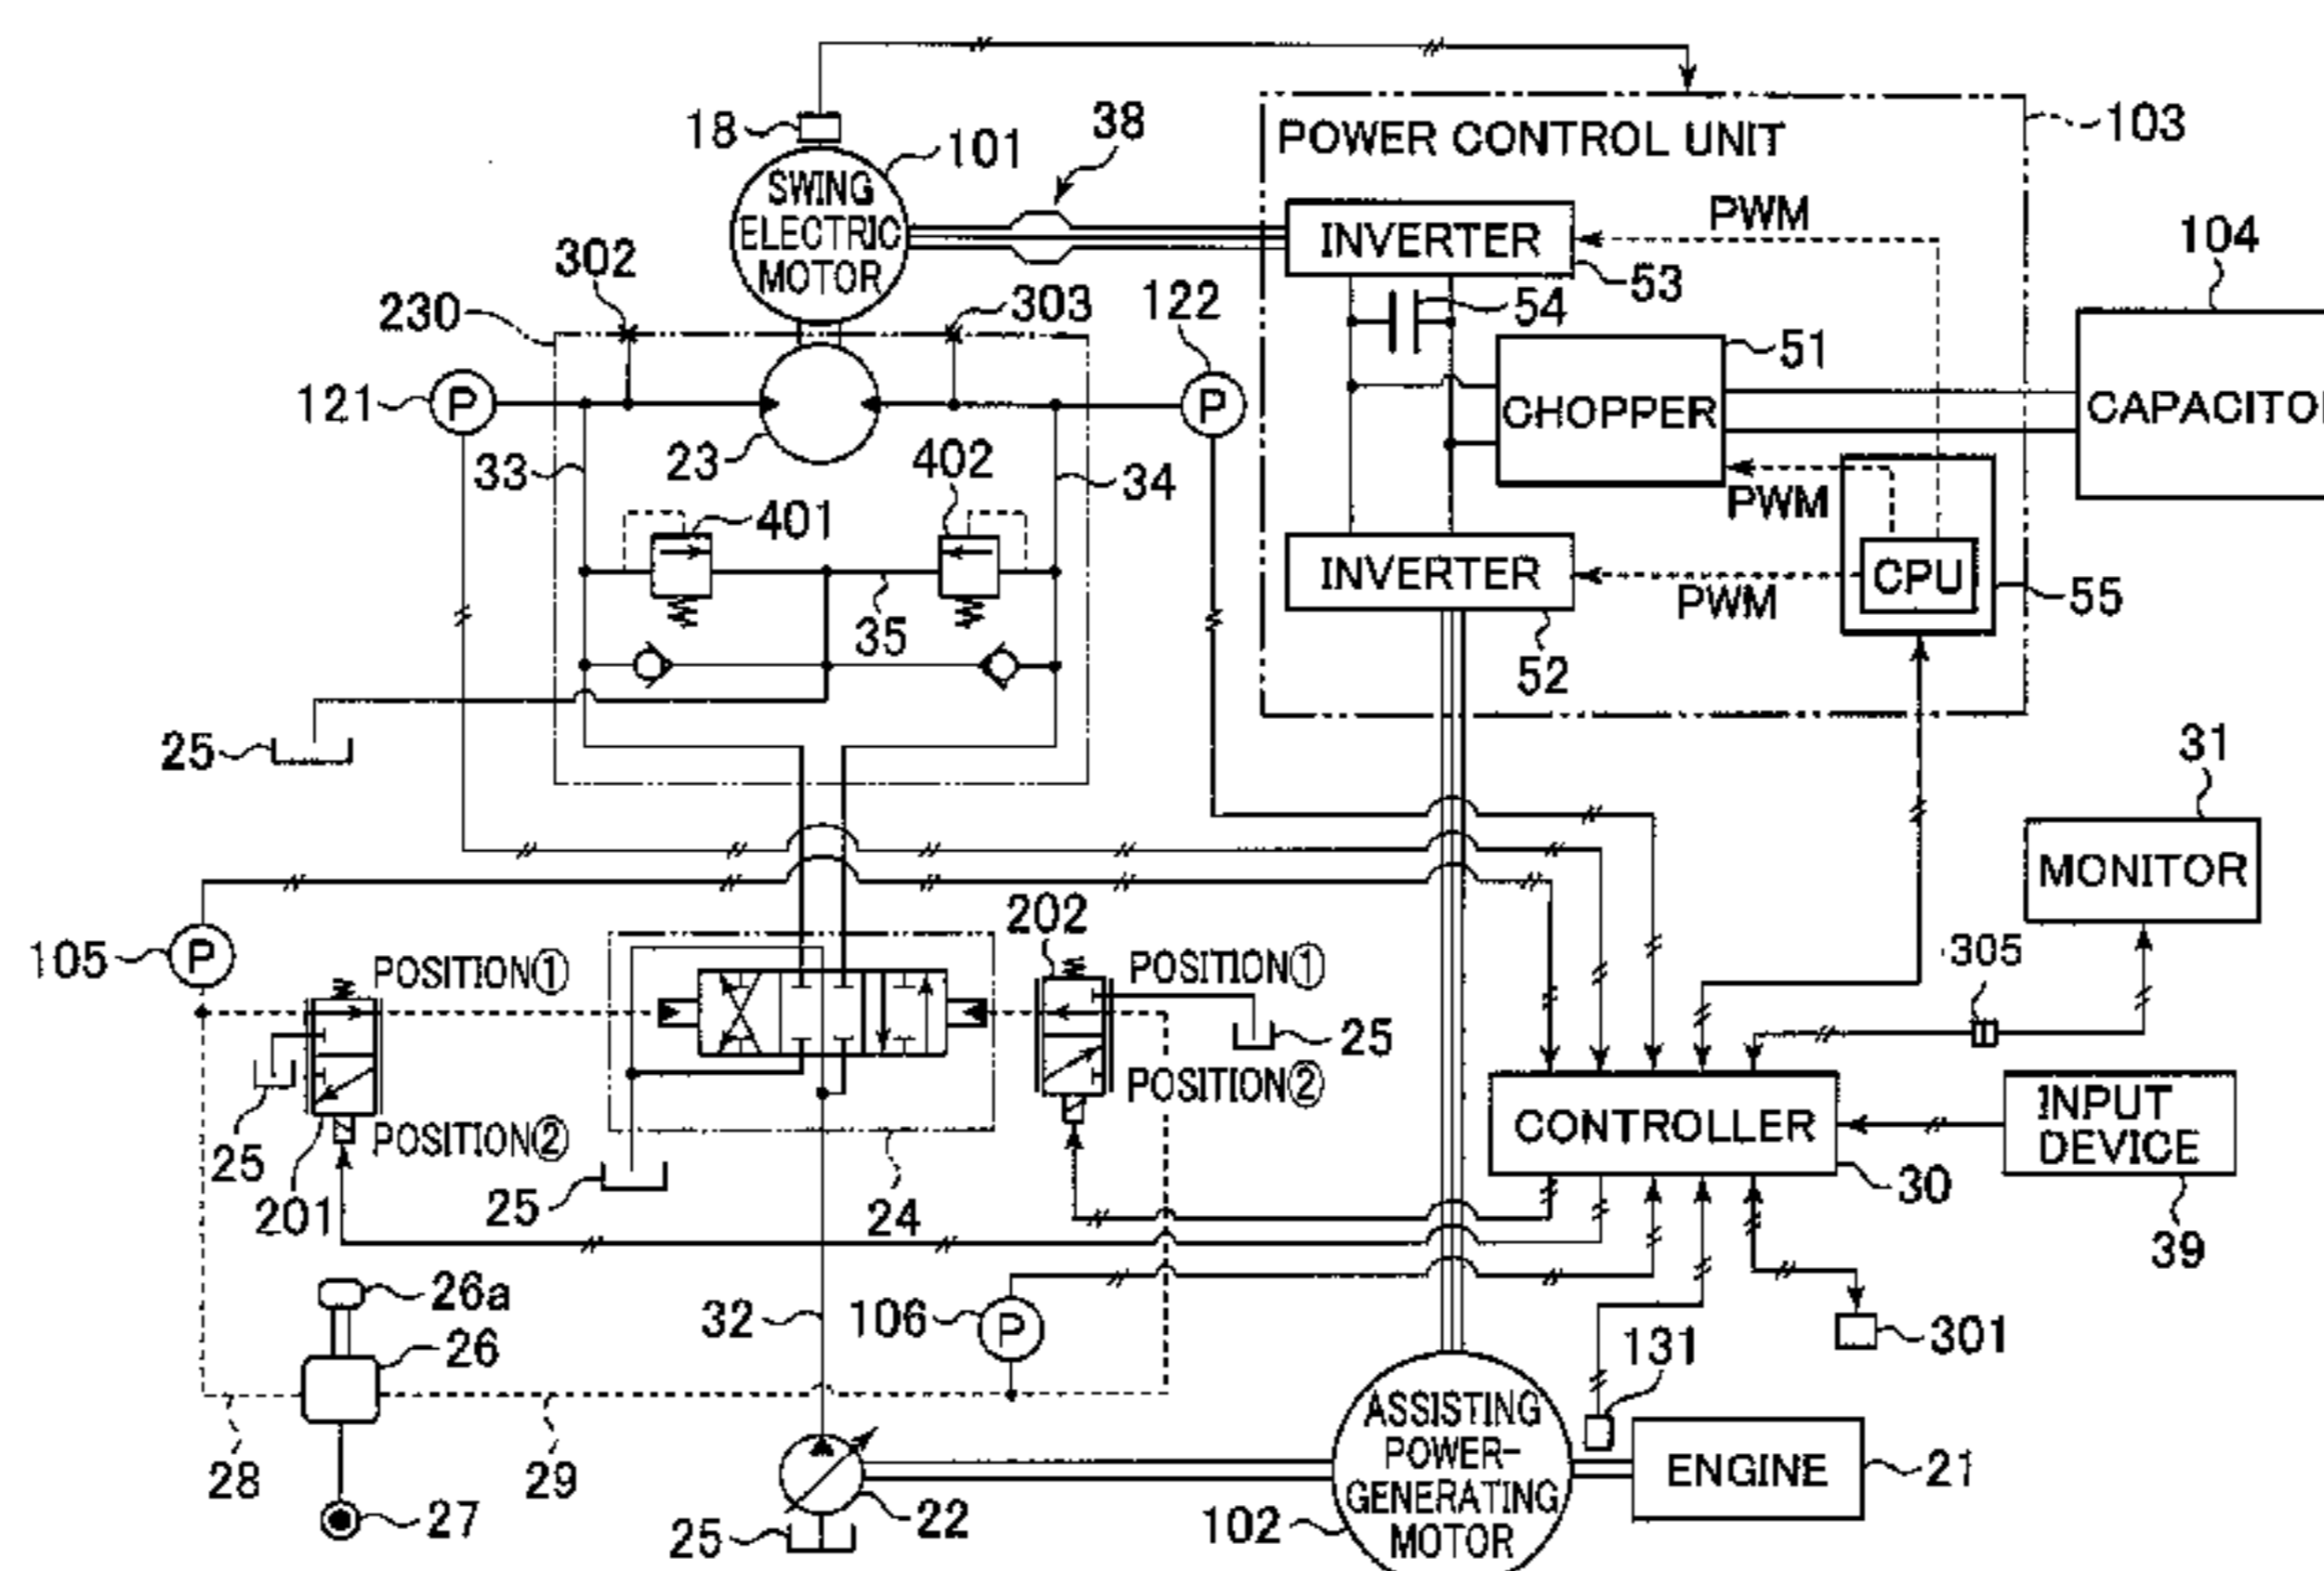 18
101
38
POWER CONTROL UNIT
103
SWING
ELECTRIC
MOTOR
INVERTER
PWM
53
104
302
303
122
54
230
51
121
P
P
CHOPPER
CAPACITO
23
402
33
34
401
PWM
INVERTER
CPU
PWM
55
35
52
25
31
MONITOR
202
305
105
P
POSITION①
POSITION①
25
POSITION②
25
POSITION②
201
25
24
CONTROLLER
30
INPUT
DEVICE
39
26a
26
32
106
P
131
301
28
29
27
25
22
ASSISTING
POWER-
GENERATING
MOTOR
102
ENGINE
21